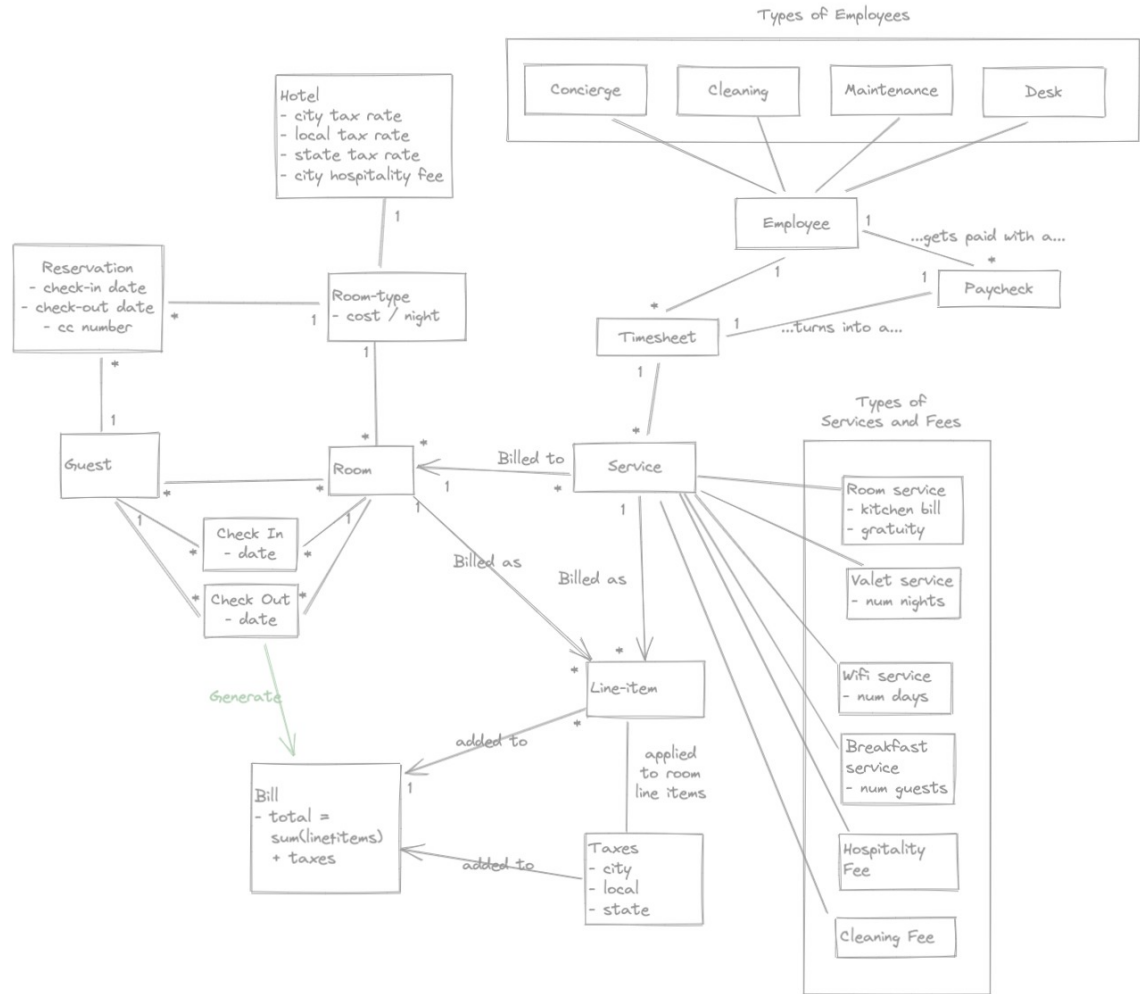 Types of Employees
Concierge
Cleaning
Maintenance
Desk
Hotel
- city tax rate
- local tax rate
- state tax rate
- city hospitality fee
1
Employee
1
...gets paid with a...
*
1
*
1
Paycheck
Reservation
- check-in date
- check-out date
- cc number
*
1
Room-type
- cost / night
Timesheet
1
...turns into a...
*
1
1
1
Types of
Services and Fees
1
*
*
*
Guest
Room
Billed to
Service
*
*
1
*
1
1
1
1
Room service
- kitchen bill
- gratuity
Check In
- date
*
*
Billed as
Billed as
Valet service
- num nights
Check Out
- date
*
*
*
*
Line-item
*
Wifi service
- num days
Generate
added to
1
applied
to room
line items
Breakfast
service
- num guests
Bill
- total =
sum(line-items)
+ taxes
added to
Taxes
- city
- local
- state
Hospitality
Fee
Cleaning Fee